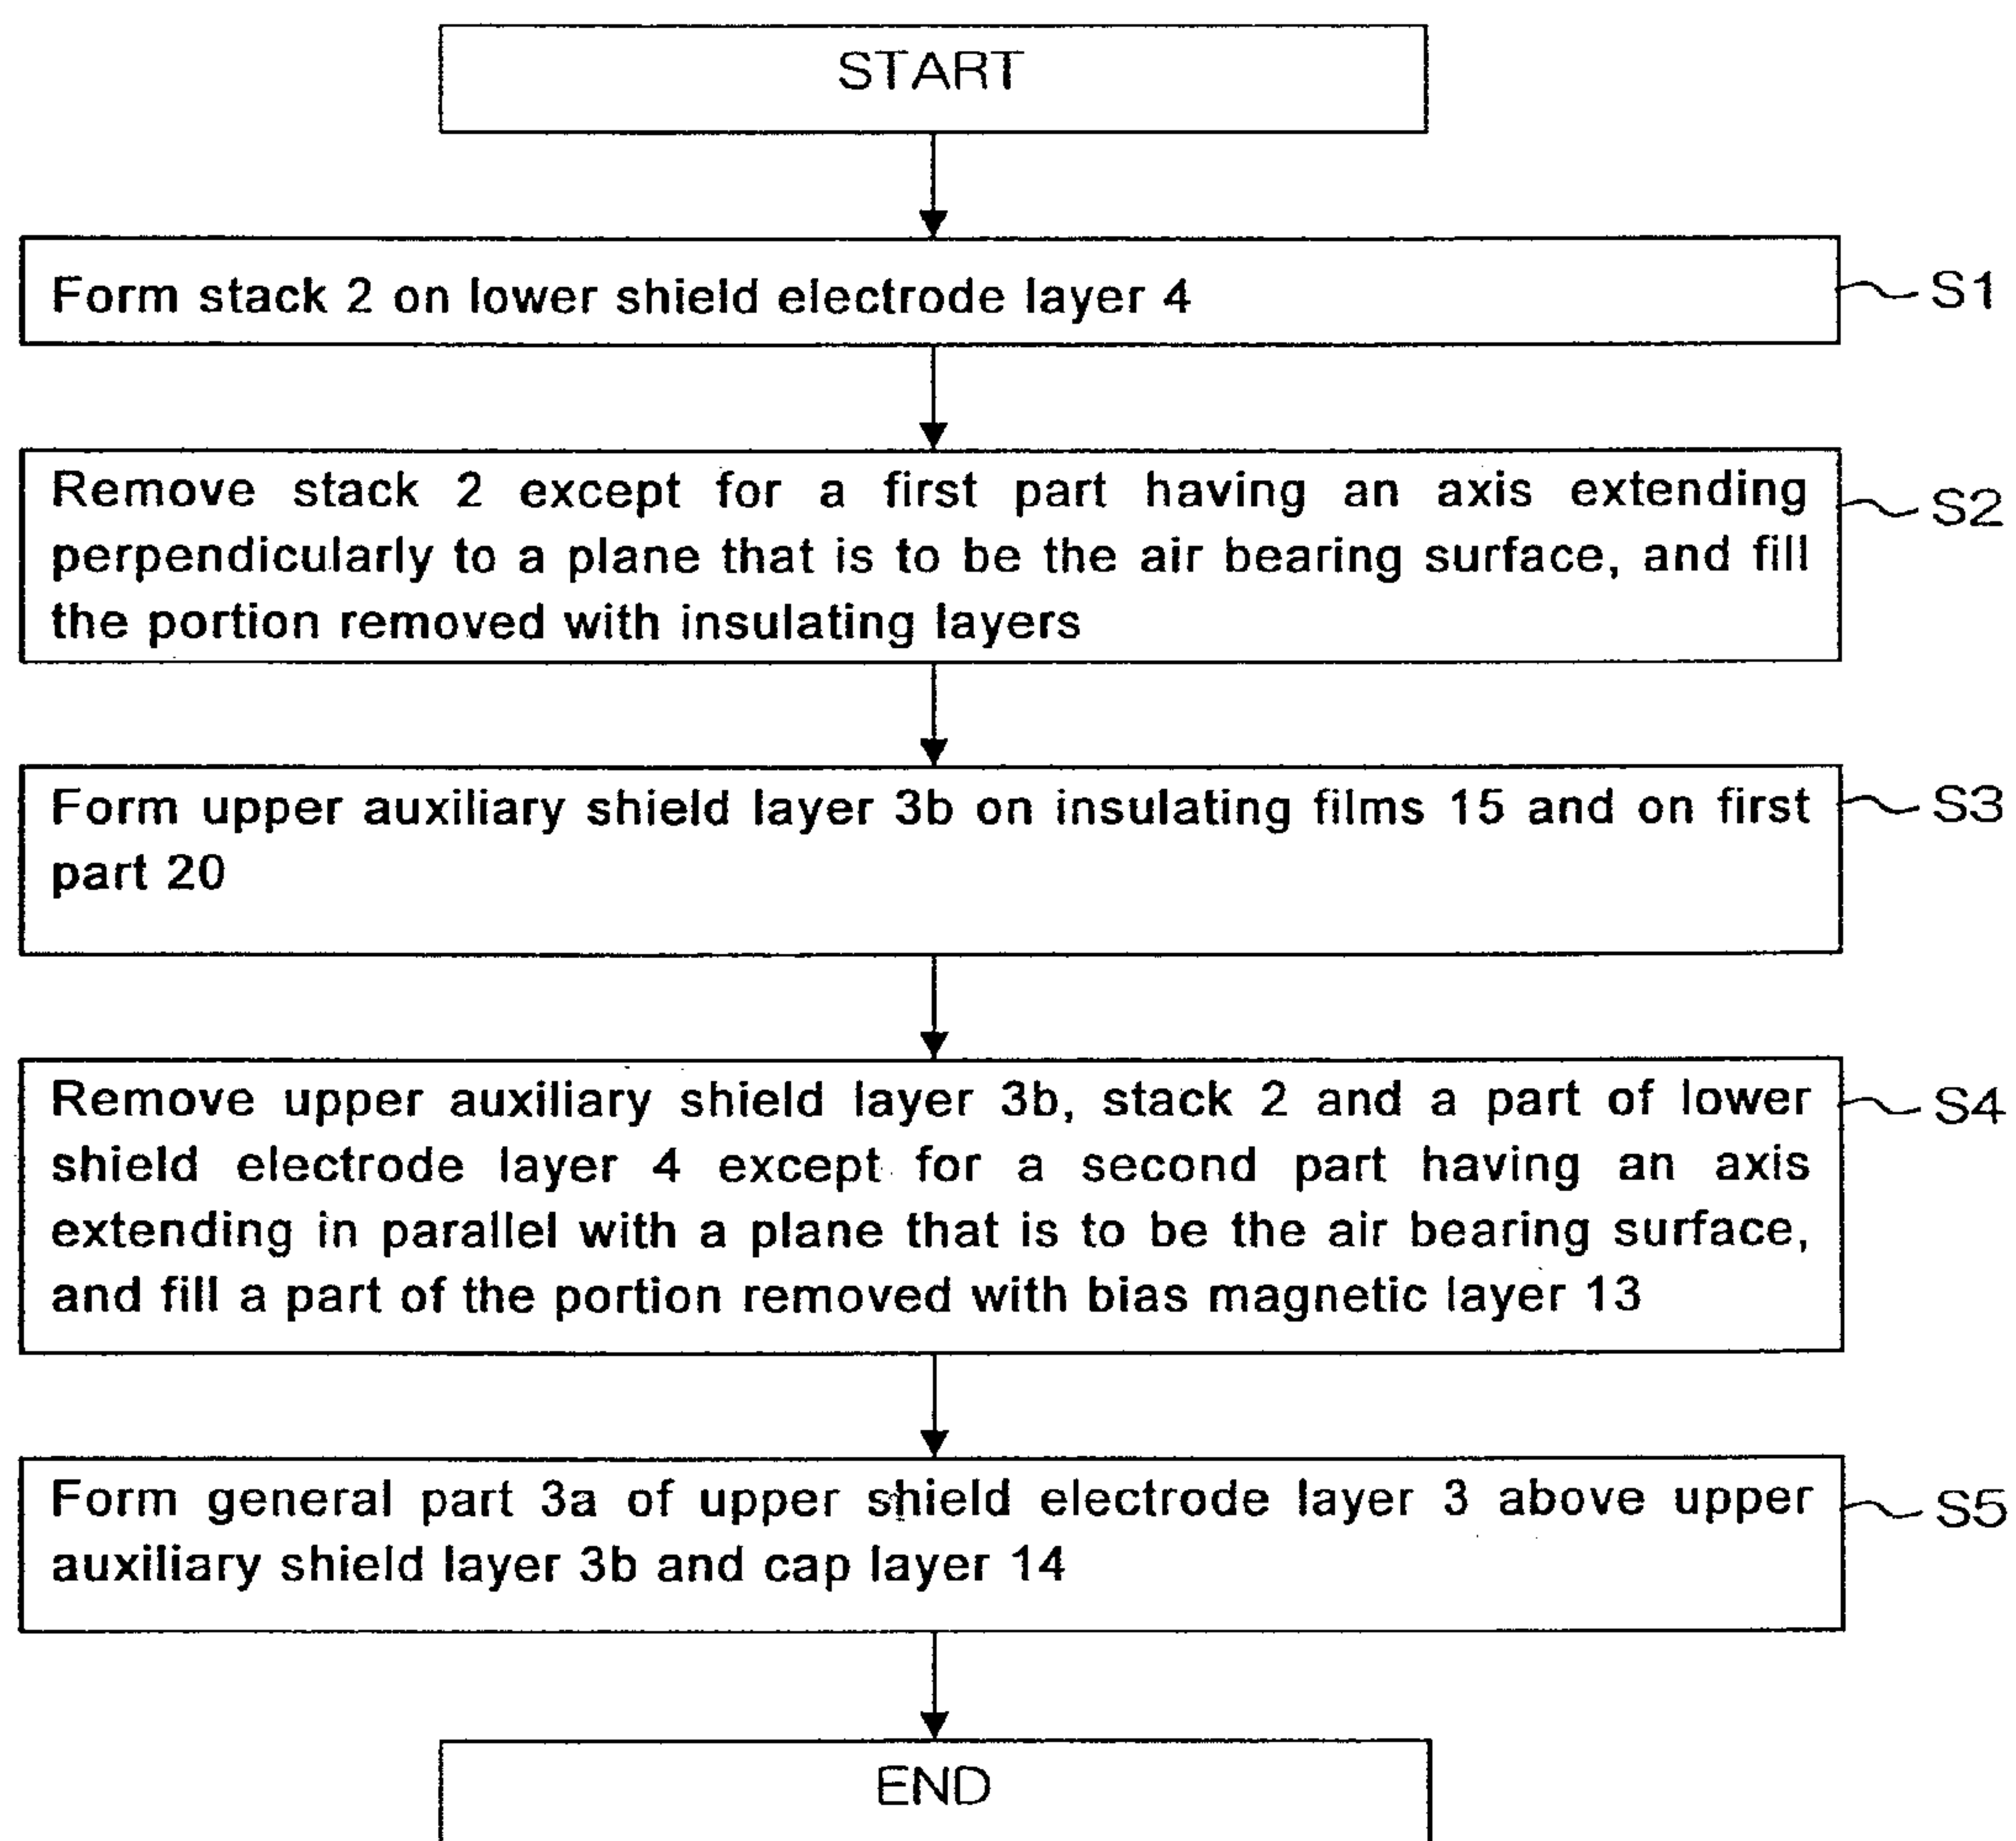 START
Form stack 2 on lower shield electrode layer 4
S1
Remove stack 2 except for a first part having an axis extending
perpendicularly to a plane that is to be the air bearing surface, and fill
the portion removed with insulating layers
S2
Form upper auxiliary shield layer 3b on insulating films 15 and on first
part 20
S3
Remove upper auxiliary shield layer 3b, stack 2 and a part of lower
shield electrode layer 4 except for a second part having an axis
extending in parallel with a plane that is to be the air bearing surface,
and fill a part of the portion removed with bias magnetic layer 13
S4
Form general part 3a of upper shield electrode layer 3 above upper
auxiliary shield layer 3b and cap layer 14
S5
END